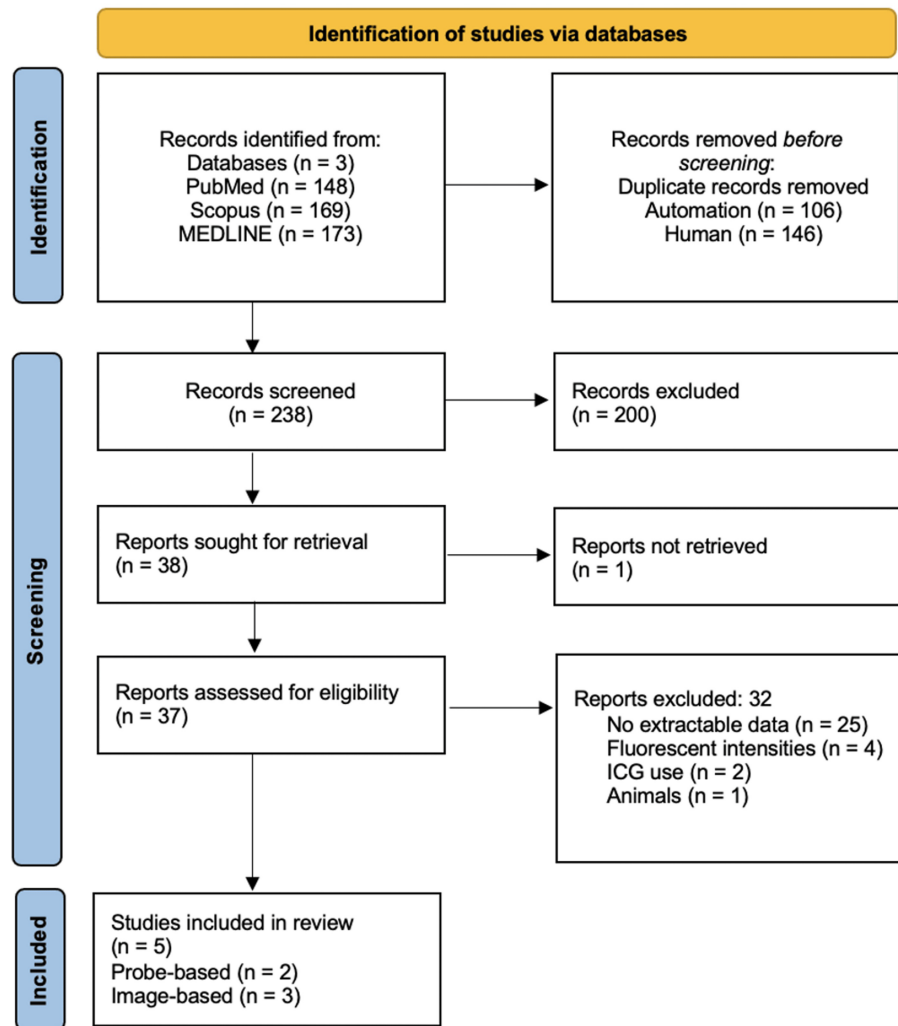 Identification of studies via databases
Identification
Records identified from:
Databases (n = 3)
PubMed (n = 148)
Scopus (n = 169)
MEDLINE (n = 173)
Records removed before
screening:
Duplicate records removed
Automation (n = 106)
Human (n = 146)
Screening
Records screened
(n = 238)
Records excluded
(n = 200)
Reports sought for retrieval
(n = 38)
Reports not retrieved
(n = 1)
Reports assessed for eligibility
(n = 37)
Reports excluded: 32
No extractable data (n = 25)
Fluorescent intensities (n = 4)
ICG use (n = 2)
Animals (n = 1)
Included
Studies included in review
(n = 5)
Probe-based (n = 2)
Image-based (n = 3)